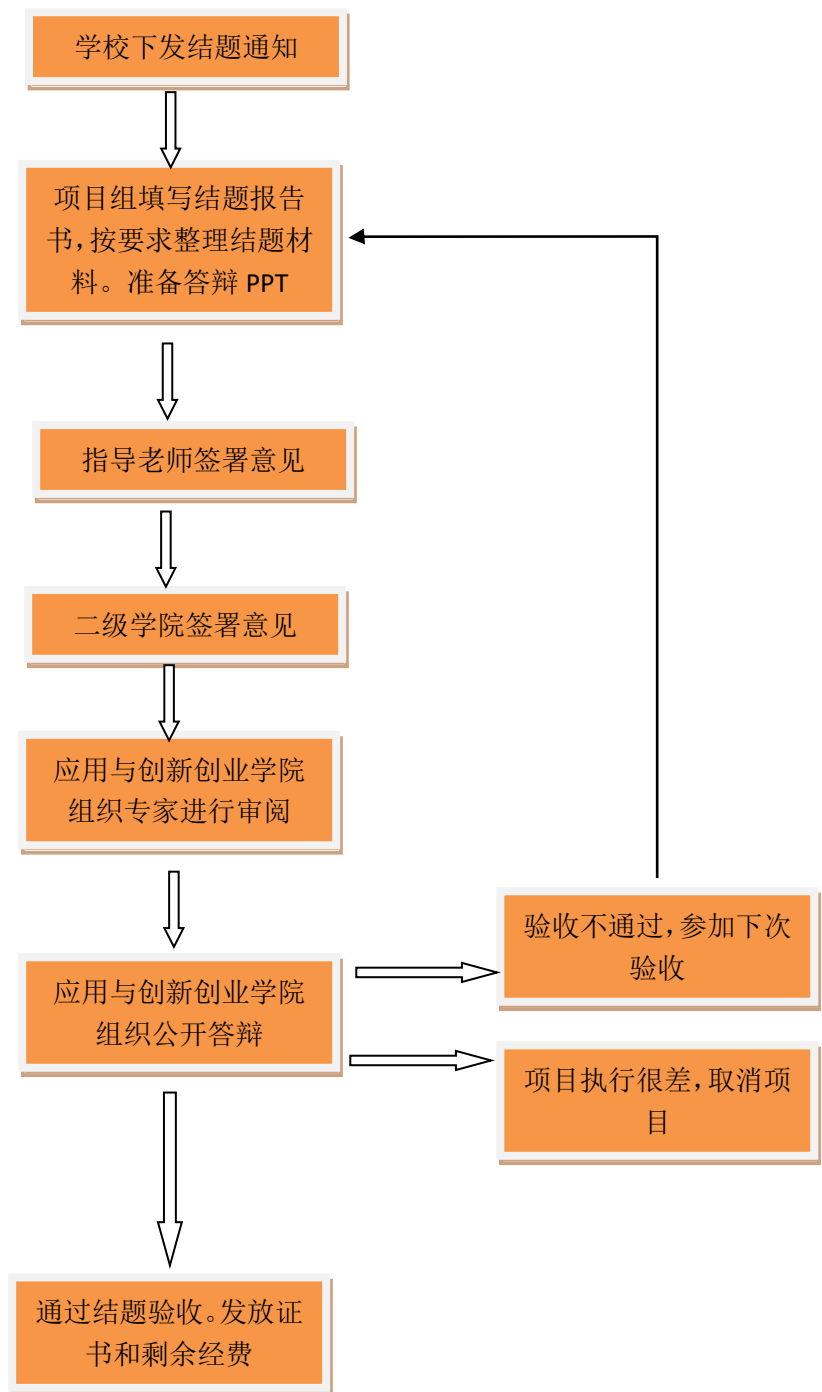 学校下发结题通知
项目组填写结题报告
书,按要求整理结题材
料。准备答辩 PPT
指导老师签署意见
二级学院签署意见
应用与创新创业学院
组织专家进行审阅
应用与创新创业学院
组织公开答辩
验收不通过,参加下次
验收
项目执行很差,取消项
目
通过结题验收。发放证
书和剩余经费